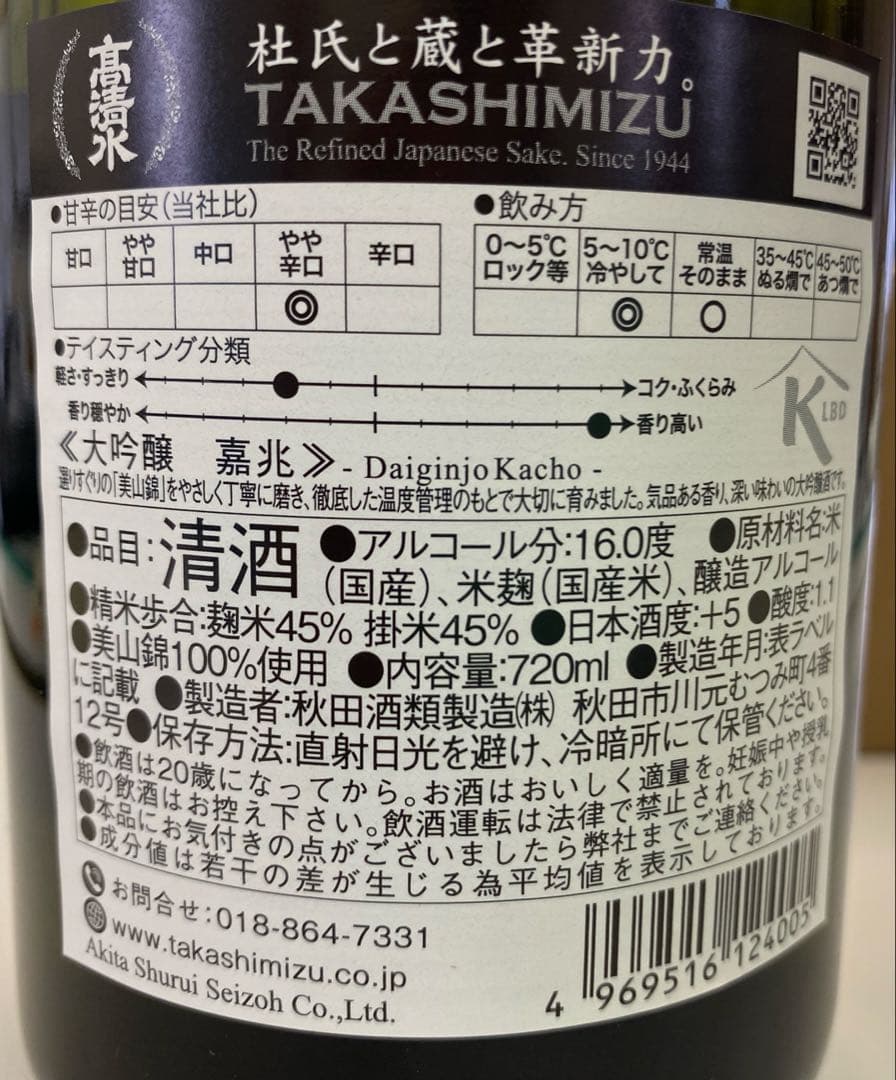 高清水
杜氏と蔵と革新力。
TAKASHIMIZU
The Refined Japanese Sake. Since 1944
●甘辛の目安(当社比)
甘口 やや甘口 中口 やや辛口 辛口
◎
●飲み方
0〜5℃ロック等 5〜10℃冷やして 常温そのまま 35〜45℃ぬる燗で 45〜50℃あつ燗で
◎ ○
●テイスティング分類
軽さ・すっきり コク・ふくらみ
香り穏やか 香り高い
K LBD
≪大吟醸 嘉兆≫- Daiginjo Kacho -
選りすぐりの「美山錦」をやさしく丁寧に磨き、徹底した温度管理のもとで大切に育みました。気品ある香り、深い味わいの大吟醸酒です。
●品目:清酒 ●アルコール分:16.0度 ●原材料名:米
(国産)、米麹(国産米)、醸造アルコール
●精米歩合:麹米45% 掛米45% ●日本酒度:+5 ●酸度:1.1
●美山錦100%使用 ●内容量:720ml ●製造年月:表ラベル
に記載 ●製造者:秋田酒類製造㈱ 秋田市川元むつみ町4番
12号●保存方法:直射日光を避け、冷暗所にて保管ください。
●飲酒は20歳になってから。お酒はおいしく適量を。妊娠中や授乳
期の飲酒はお控え下さい。飲酒運転は法律で禁止されております。
●本品にお気付きの点がございましたら弊社までご連絡ください。
●成分値は若干の差が生じる為平均値を表示しております。
お問合せ:018-864-7331
www.takashimizu.co.jp
Akita Shurui Seizoh Co.,Ltd.
4 969516 124005